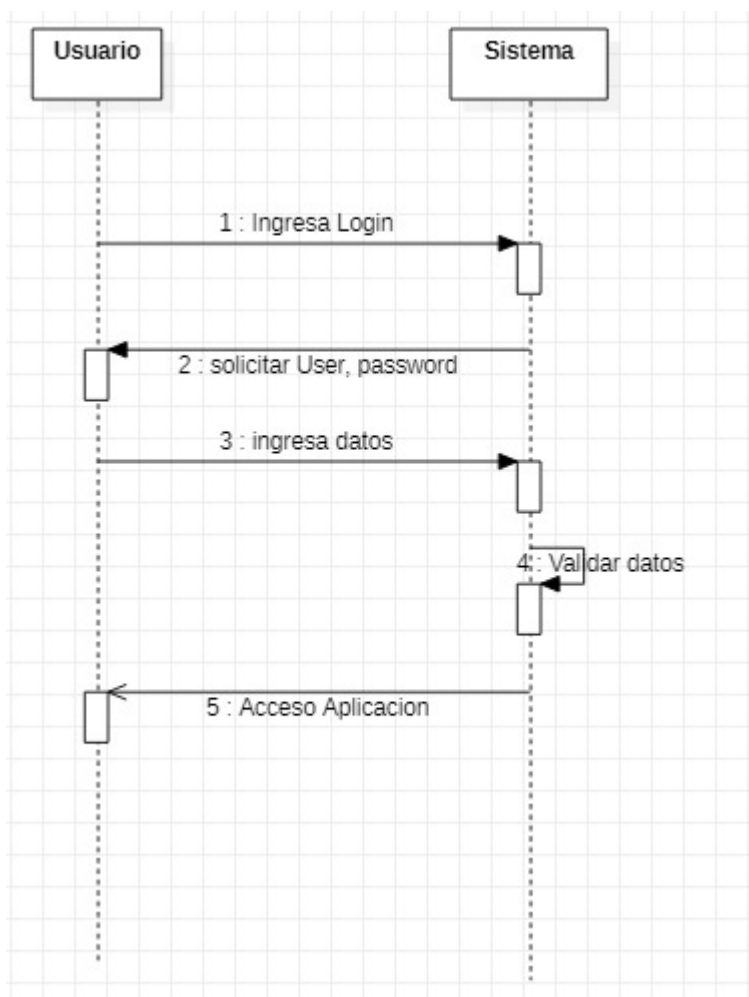 Usuario
Sistema
1 : Ingresa Login
2 : solicitar User, password
3 : ingresa datos
4 : Validar datos
5 : Acceso Aplicacion